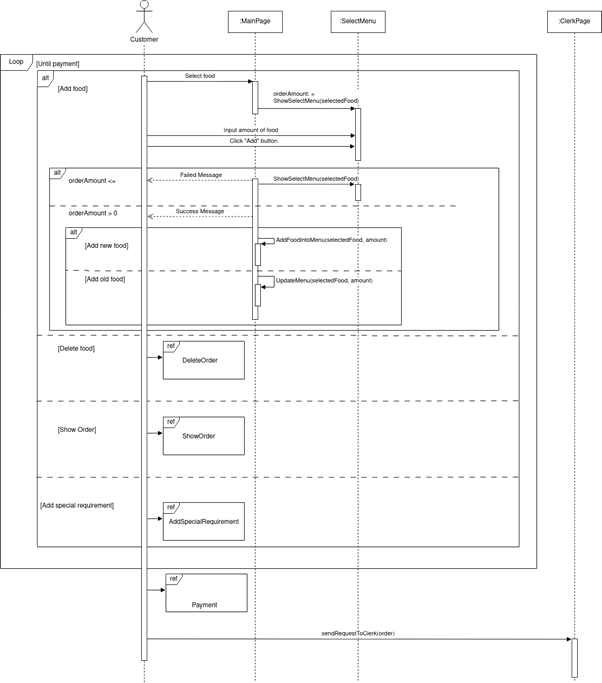 :MainPage
:SelectMenu
:ClerkPage
Customer
Loop
[Until payment]
alt
[Add food]
Select food
orderAmount: =
ShowSelectMenu(selectedFood)
Input amount of food
Click "Add" button
alt
orderAmount <=
Failed Message
ShowSelectMenu(selectedFood)
orderAmount > 0
Success Message
alt
[Add new food]
AddFoodIntoMenu(selectedFood, amount)
[Add old food]
UpdateMenu(selectedFood, amount)
[Delete food]
ref
DeleteOrder
[Show Order]
ref
ShowOrder
[Add special requirement]
ref
AddSpecialRequirement
ref
Payment
sendRequestToClerk(order)